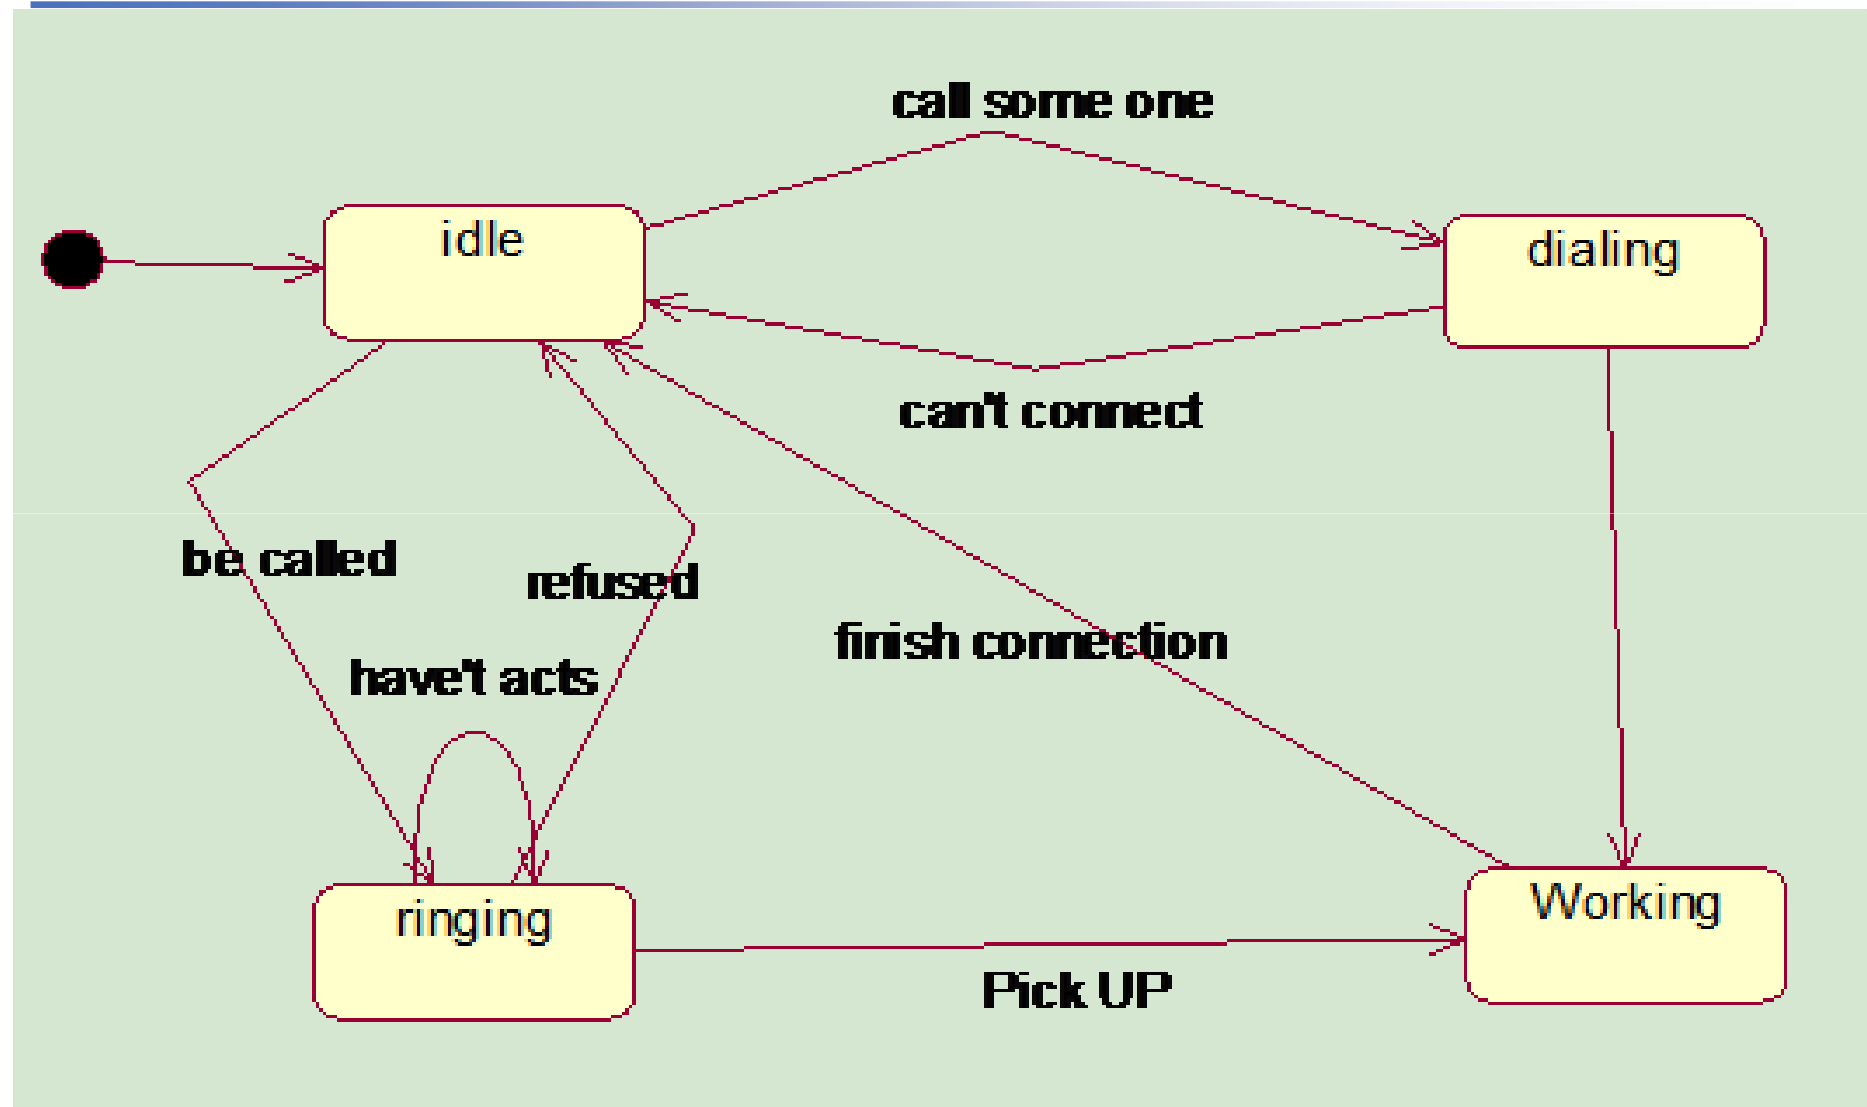 call some one
idle
dialing
can't connect
be called
refused
finish connection
have't acts
ringing
Working
Pick UP